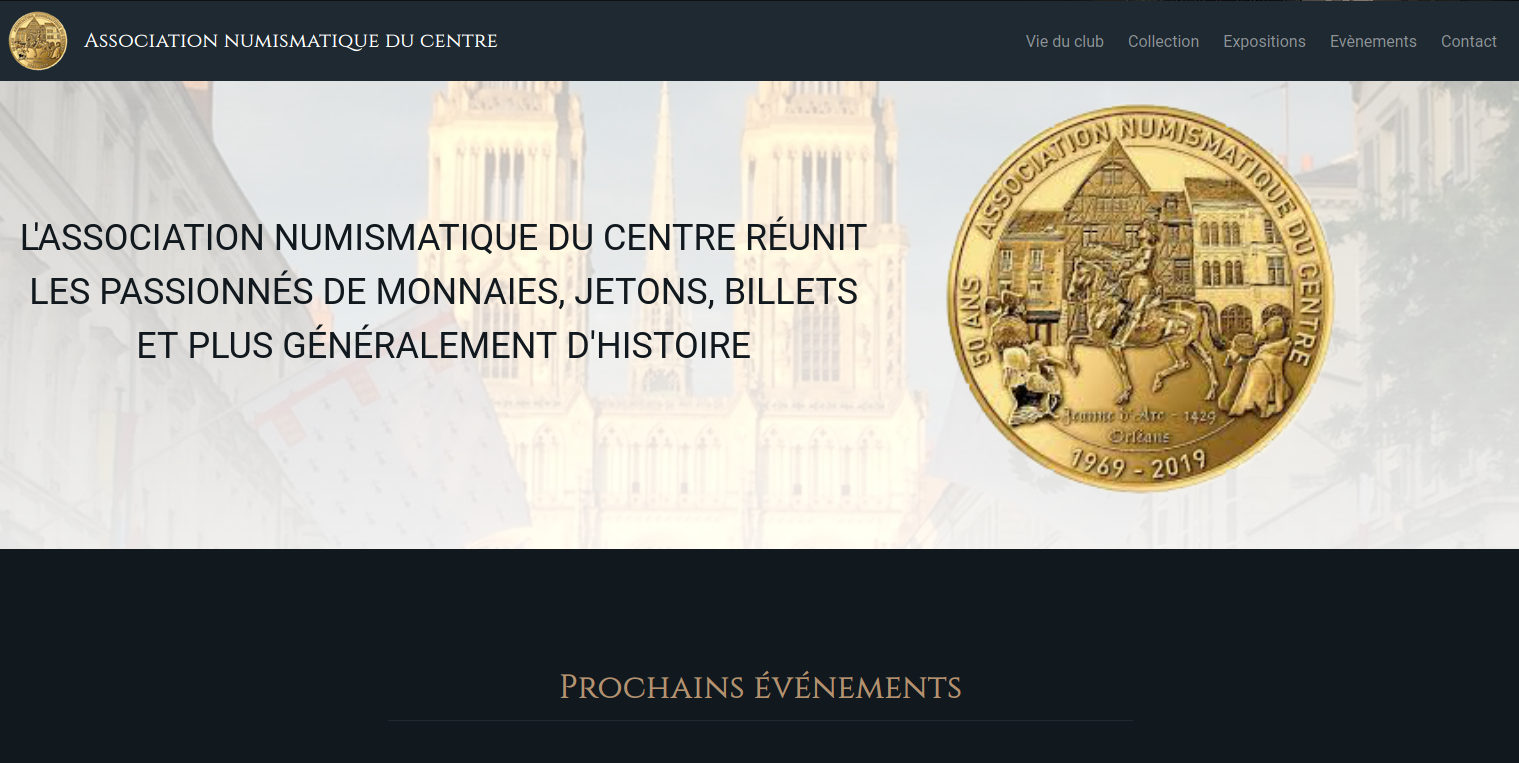 Association numismatique du centre
Vie du club
Collection
Expositions
Evènements
Contact
L'ASSOCIATION NUMISMATIQUE DU CENTRE RÉUNIT
LES PASSIONNÉS DE MONNAIES, JETONS, BILLETS
ET PLUS GÉNÉRALEMENT D'HISTOIRE
50 ANS
ASSOCIATION NUMISMATIQUE DU CENTRE
Jeanne d'Arc - 1429
Orléans
1969 - 2019
Prochains événements